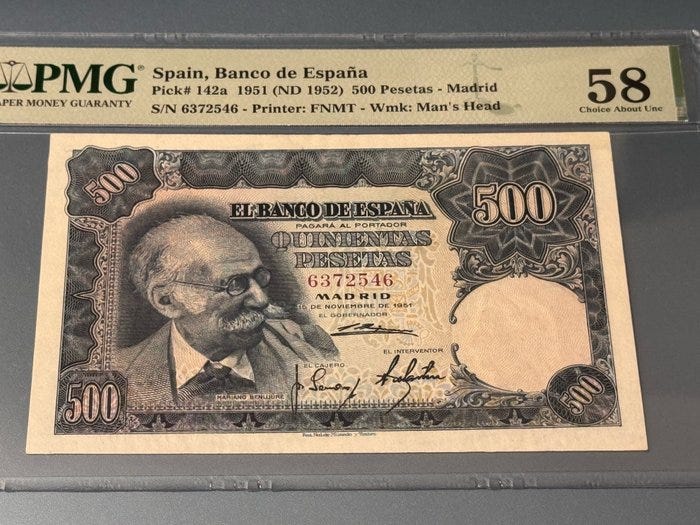 PMG
PAPER MONEY GUARANTY
Spain, Banco de España
Pick# 142a 1951 (ND 1952) 500 Pesetas - Madrid
S/N 6372546 - Printer: FNMT - Wmk: Man's Head
58
Choice About Unc
500
500
EL BANCO DE ESPAÑA
PAGARÁ AL PORTADOR
QUINIENTAS
PESETAS
6372546
MADRID
15 DE NOVIEMBRE DE 1951
EL GOBERNADOR
EL CAJERO
EL INTERVENTOR
MARIANO BENLLIURE
500
500